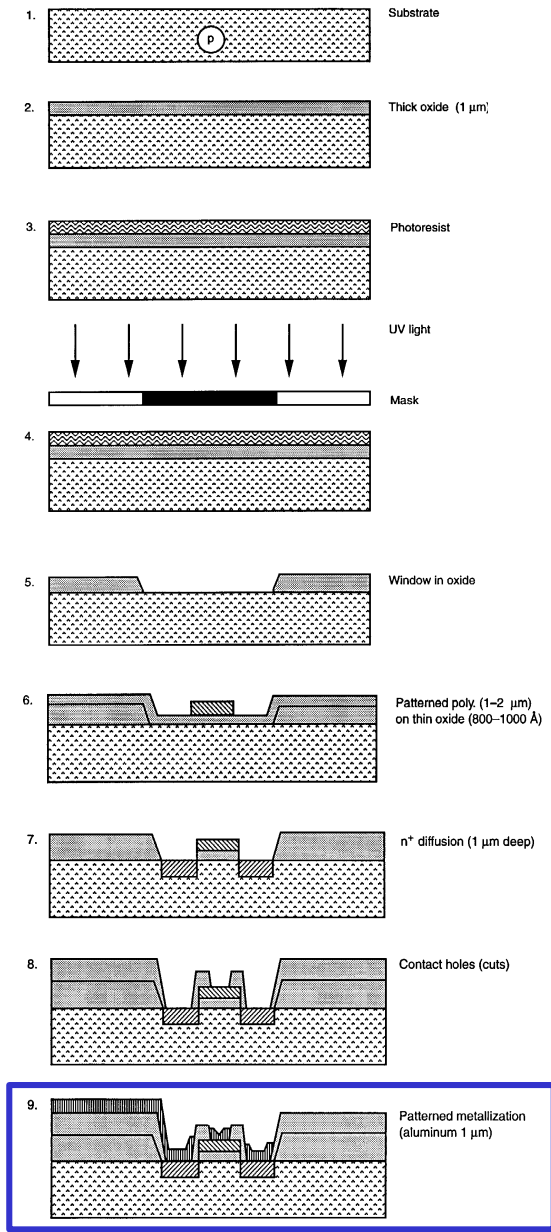 1.
Substrate
p
2.
Thick oxide (1 μm)
3.
Photoresist
UV light
Mask
4.
5.
Window in oxide
6.
Patterned poly. (1–2 μm)
on thin oxide (800–1000 Å)
7.
n+ diffusion (1 μm deep)
8.
Contact holes (cuts)
9.
Patterned metallization
(aluminum 1 μm)